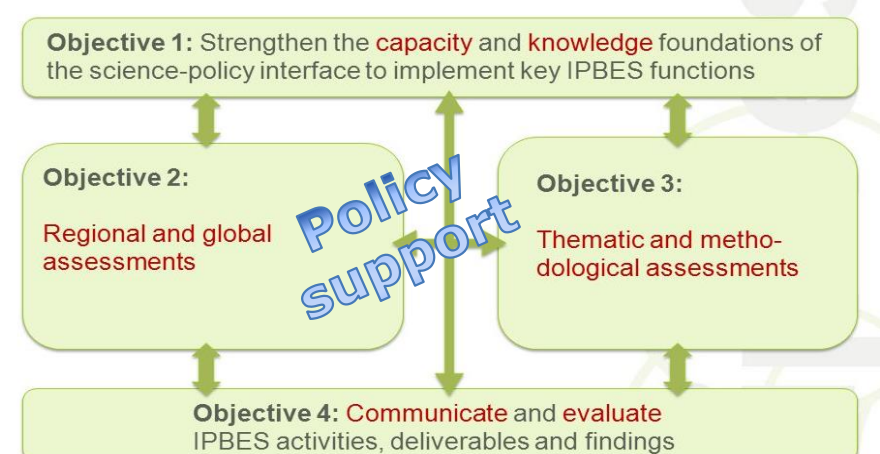 Objective 1: Strengthen the capacity and knowledge foundations of
the science-policy interface to implement key IPBES functions
Objective 2:
Regional and global
assessments
Policy
support
Objective 3:
Thematic and metho-
dological assessments
Objective 4: Communicate and evaluate
IPBES activities, deliverables and findings